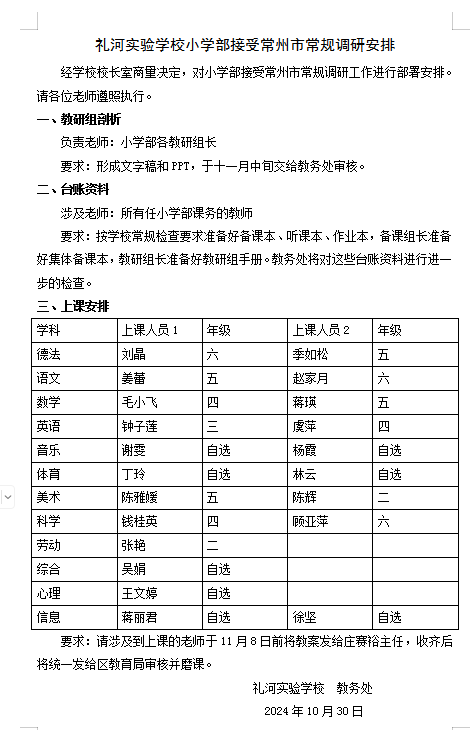 礼河实验学校小学部接受常州市常规调研安排
经学校校长室商量决定，对小学部接受常州市常规调研工作进行部署安排。
请各位老师遵照执行。
一、教研组剖析
负责老师：小学部各教研组长
要求：形成文字稿和PPT，于十一月中旬交给教务处审核。
二、台账资料
涉及老师：所有任小学部课务的教师
要求：按学校常规检查要求准备好备课本、听课本、作业本，备课组长准备
好集体备课本，教研组长准备好教研组手册。教务处将对这些台账资料进行进一
步的检查。
三、上课安排
学科 上课人员1 年级 上课人员2 年级
德法 刘晶 六 季如松 五
语文 姜蕾 五 赵家月 六
数学 毛小飞 四 蒋瑛 五
英语 钟子莲 三 虞萍 四
音乐 谢雯 自选 杨霞 自选
体育 丁玲 自选 林云 自选
美术 陈雅嫒 五 陈辉 二
科学 钱桂英 四 顾亚萍 六
劳动 张艳 二
综合 吴娟 自选
心理 王文婷 自选
信息 蒋丽君 自选 徐坚 自选
要求：请涉及到上课的老师于11月8日前将教案发给庄赛裕主任，收齐后
将统一发给区教育局审核并磨课。
礼河实验学校 教务处
2024年10月30日